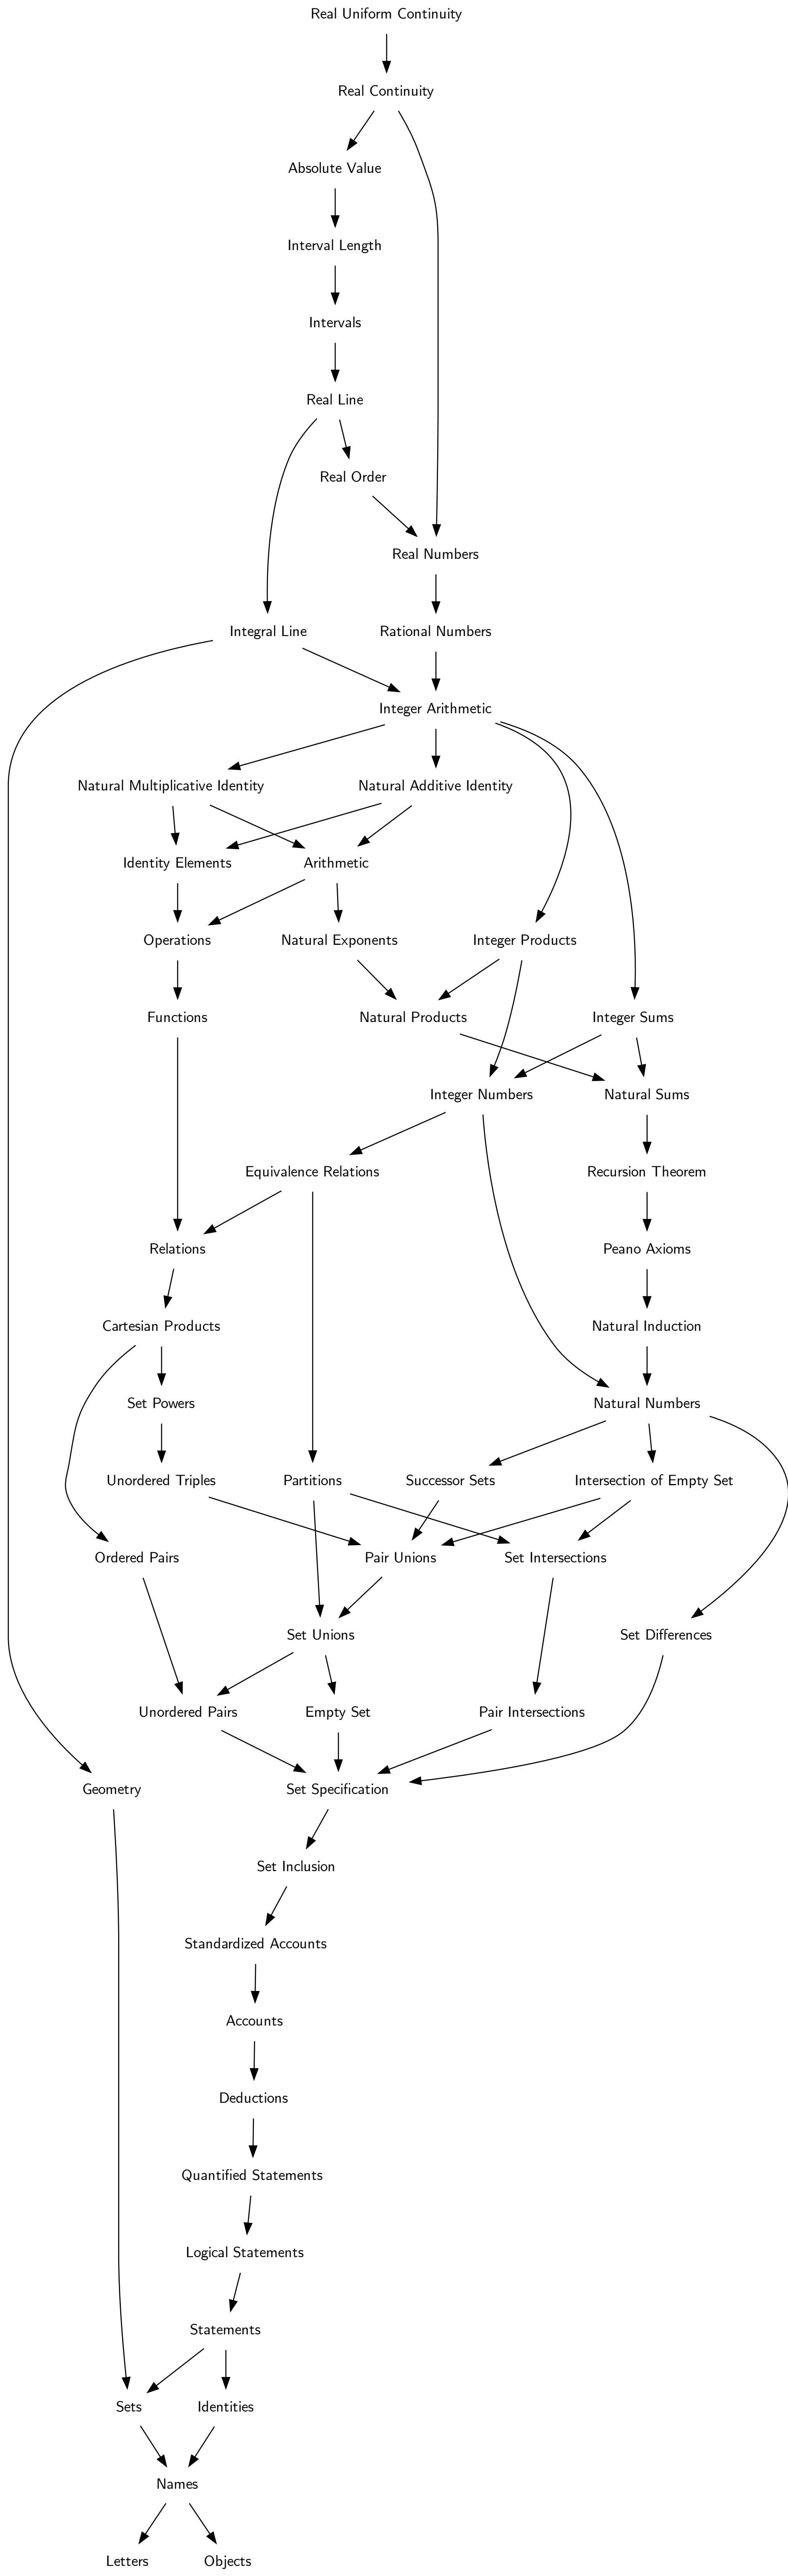 Real Uniform Continuity
Real Continuity
Absolute Value
Interval Length
Intervals
Real Line
Real Order
Real Numbers
Integral Line
Rational Numbers
Integer Arithmetic
Natural Multiplicative Identity
Natural Additive Identity
Identity Elements
Arithmetic
Operations
Natural Exponents
Integer Products
Functions
Natural Products
Integer Sums
Integer Numbers
Natural Sums
Equivalence Relations
Recursion Theorem
Relations
Peano Axioms
Cartesian Products
Natural Induction
Set Powers
Natural Numbers
Unordered Triples
Partitions
Successor Sets
Intersection of Empty Set
Ordered Pairs
Pair Unions
Set Intersections
Set Unions
Set Differences
Unordered Pairs
Empty Set
Pair Intersections
Geometry
Set Specification
Set Inclusion
Standardized Accounts
Accounts
Deductions
Quantified Statements
Logical Statements
Statements
Sets
Identities
Names
Letters
Objects